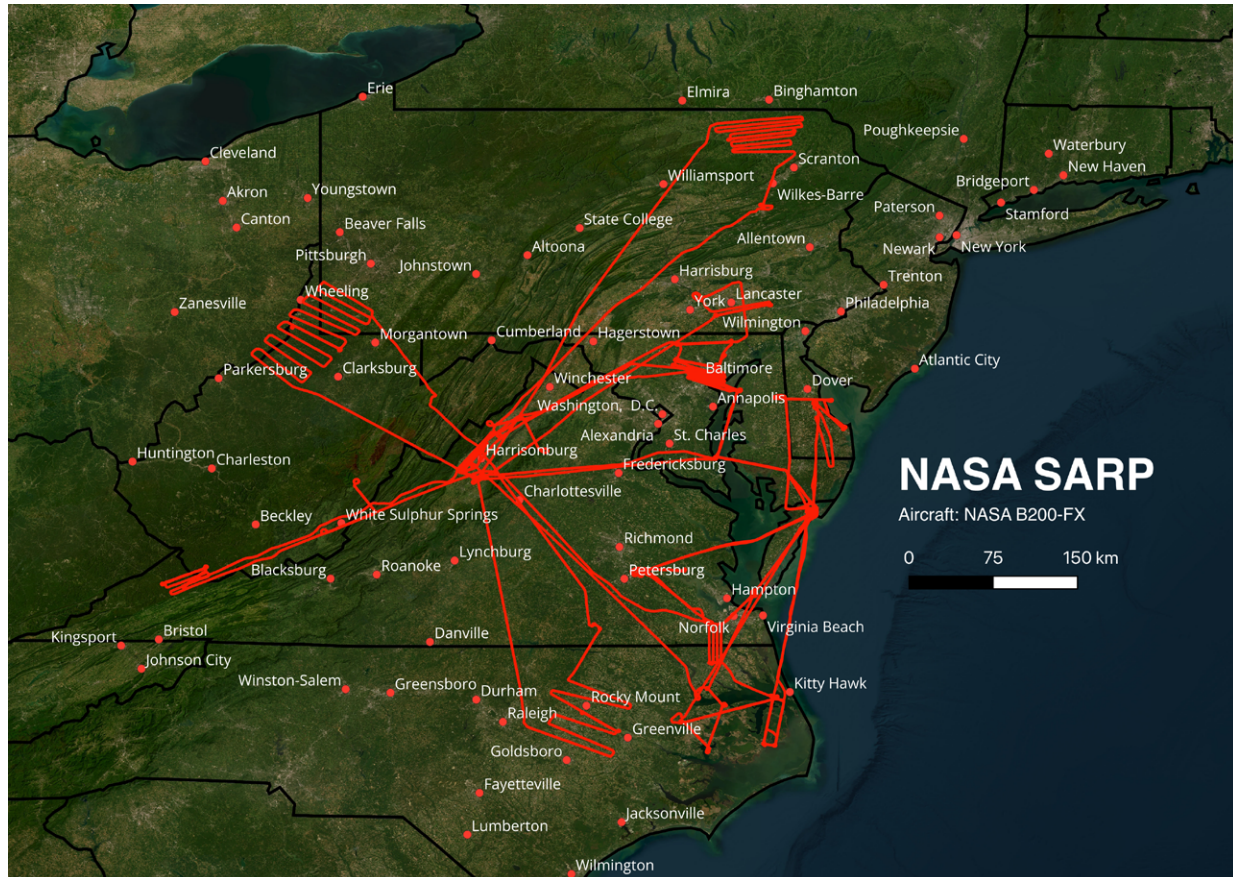 Erie
Elmira
Binghamton
Poughkeepsie
Waterbury
New Haven
Cleveland
Scranton
Bridgeport
Akron
Youngstown
Williamsport
Wilkes-Barre
Stamford
Canton
Beaver Falls
State College
Paterson
Pittsburgh
Johnstown
Altoona
Allentown
Newark
New York
Zanesville
Wheeling
Harrisburg
Trenton
York
Lancaster
Philadelphia
Morgantown
Cumberland
Hagerstown
Wilmington
Parkersburg
Clarksburg
Baltimore
Atlantic City
Winchester
Dover
Washington, D.C.
Annapolis
Alexandria
St. Charles
Huntington
Charleston
Harrisonburg
Fredericksburg
NASA SARP
Aircraft: NASA B200-FX
0 75 150 km
Charlottesville
Beckley
White Sulphur Springs
Richmond
Lynchburg
Blacksburg
Roanoke
Petersburg
Hampton
Norfolk
Virginia Beach
Kingsport
Bristol
Danville
Johnson City
Winston-Salem
Greensboro
Durham
Rocky Mount
Kitty Hawk
Raleigh
Greenville
Goldsboro
Fayetteville
Jacksonville
Lumberton
Wilmington